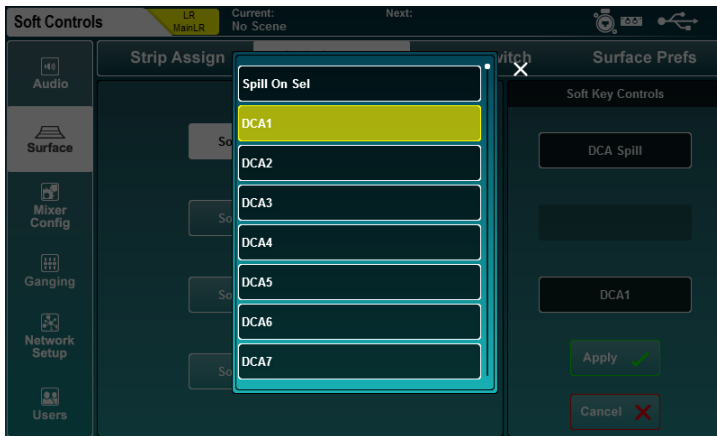 Soft Controls
LR
MainLR
Current:
No Scene
Next:
Audio
Surface
Mixer
Config
Ganging
Network
Setup
Users
Strip Assign
Surface Prefs
Spill On Sel
DCA1
DCA2
DCA3
DCA4
DCA5
DCA6
DCA7
Soft Key Controls
DCA Spill
DCA1
Apply
Cancel